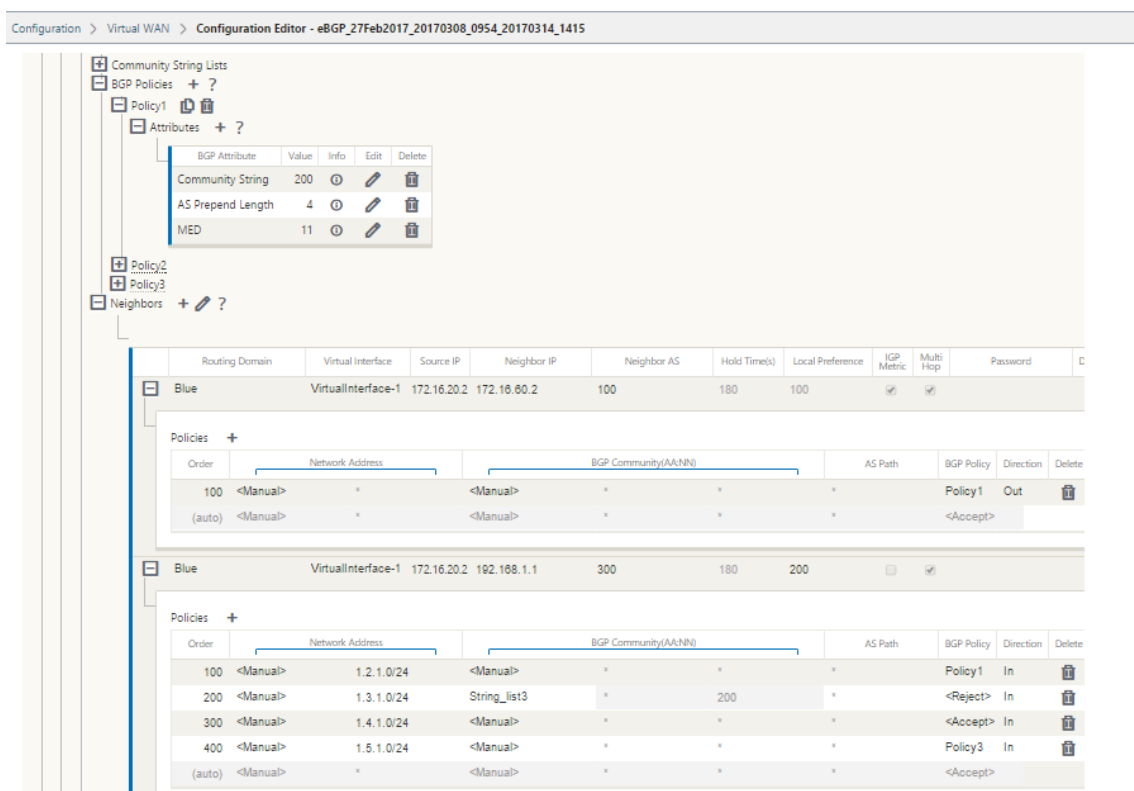 Configuration > Virtual WAN > Configuration Editor - eBGP_27Feb2017_20170308_0954_20170314_1415
Community String Lists
BGP Policies + ?
Policy1
Attributes + ?
BGP Attribute Value Info Edit Delete
Community String 200
AS Prepend Length 4
MED 11
Policy2
Policy3
Neighbors + ?
Routing Domain Virtual Interface Source IP Neighbor IP Neighbor AS Hold Time(s) Local Preference IGP Metric Multi Hop Password D
Blue VirtualInterface-1 172.16.20.2 172.16.60.2 100 180 100
Policies +
Order Network Address BGP Community(AA:NN) AS Path BGP Policy Direction Delete
100 <Manual> * <Manual> * * * Policy1 Out
(auto) <Manual> * <Manual> * * * <Accept>
Blue VirtualInterface-1 172.16.20.2 192.168.1.1 300 180 200
Policies +
Order Network Address BGP Community(AA:NN) AS Path BGP Policy Direction Delete
100 <Manual> 1.2.1.0/24 <Manual> * * * Policy1 In
200 <Manual> 1.3.1.0/24 String_list3 * 200 * <Reject> In
300 <Manual> 1.4.1.0/24 <Manual> * * * <Accept> In
400 <Manual> 1.5.1.0/24 <Manual> * * * Policy3 In
(auto) <Manual> * <Manual> * * * <Accept>